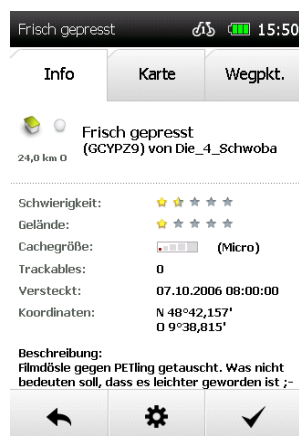 Frisch gepresst 15:50
Info Karte Wegpkt.
Frisch gepresst
(GCYPZ9) von Die_4_Schwoba
24,0 km O
Schwierigkeit:
Gelände:
Cachegröße: (Micro)
Trackables: 0
Versteckt: 07.10.2006 08:00:00
Koordinaten: N 48°42,157'
O 9°38,815'
Beschreibung:
Filmdösle gegen PETling getauscht. Was nicht
bedeuten soll, dass es leichter geworden ist ;-